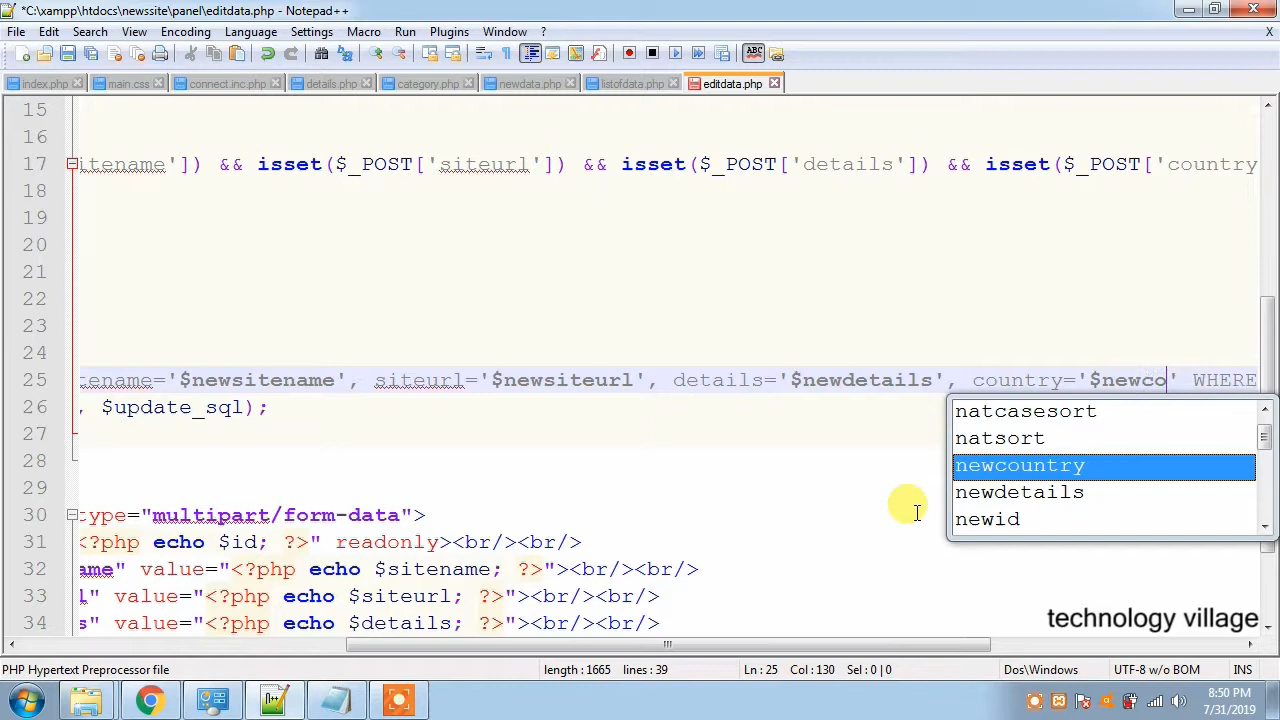 *C:\xampp\htdocs\newssite\panel\editdata.php - Notepad++
File Edit Search View Encoding Language Settings Macro Run Plugins Window ? X
index.php main.css connect.inc.php details.php category.php newdata.php listofdata.php editdata.php
15
16
17 itename']) && isset($_POST['siteurl']) && isset($_POST['details']) && isset($_POST['country
18
19
20
21
22
23
24
25 tename='$newsitename', siteurl='$newsiteurl', details='$newdetails', country='$newco' WHERE
26 , $update_sql);
natcasesort
natsort
newcountry
newdetails
newid
27
28
29
30 type="multipart/form-data">
31 <?php echo $id; ?>" readonly><br/><br/>
32 ame" value="<?php echo $sitename; ?>"><br/><br/>
33 l" value="<?php echo $siteurl; ?>"><br/><br/>
34 s" value="<?php echo $details; ?>"><br/><br/>
technology village
PHP Hypertext Preprocessor file length : 1665 lines : 39 Ln : 25 Col : 130 Sel : 0 | 0 Dos\Windows UTF-8 w/o BOM INS
8:50 PM
7/31/2019